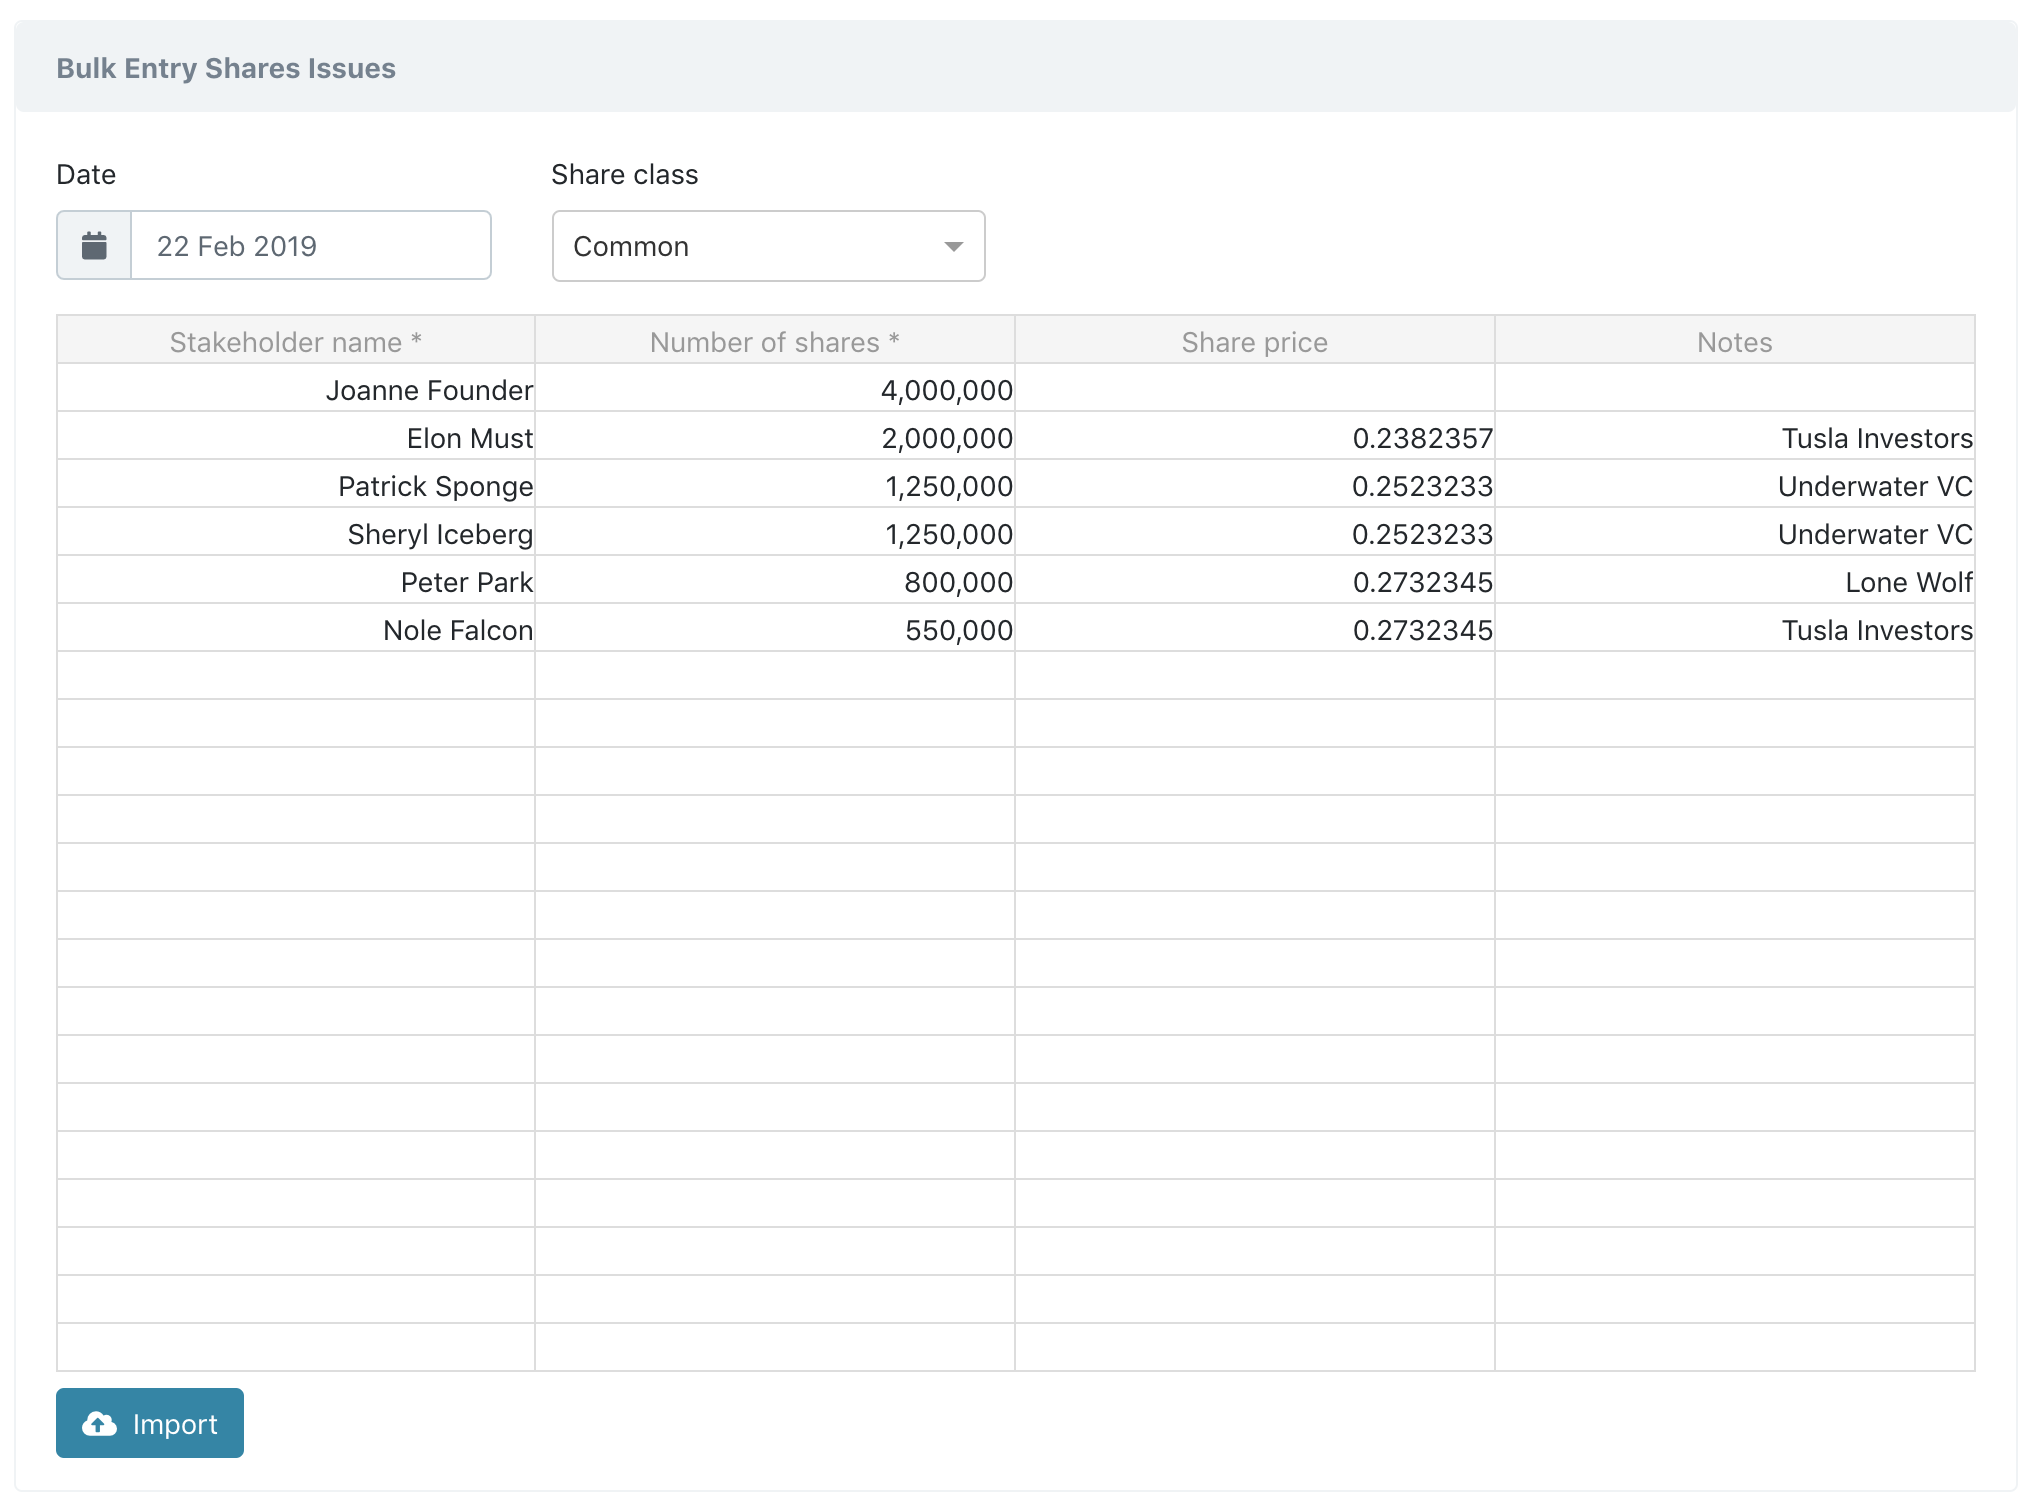 Bulk Entry Shares Issues
Date Share class
22 Feb 2019 Common
Stakeholder name * Number of shares * Share price Notes
Joanne Founder 4,000,000
Elon Must 2,000,000 0.2382357 Tusla Investors
Patrick Sponge 1,250,000 0.2523233 Underwater VC
Sheryl Iceberg 1,250,000 0.2523233 Underwater VC
Peter Park 800,000 0.2732345 Lone Wolf
Nole Falcon 550,000 0.2732345 Tusla Investors
Import